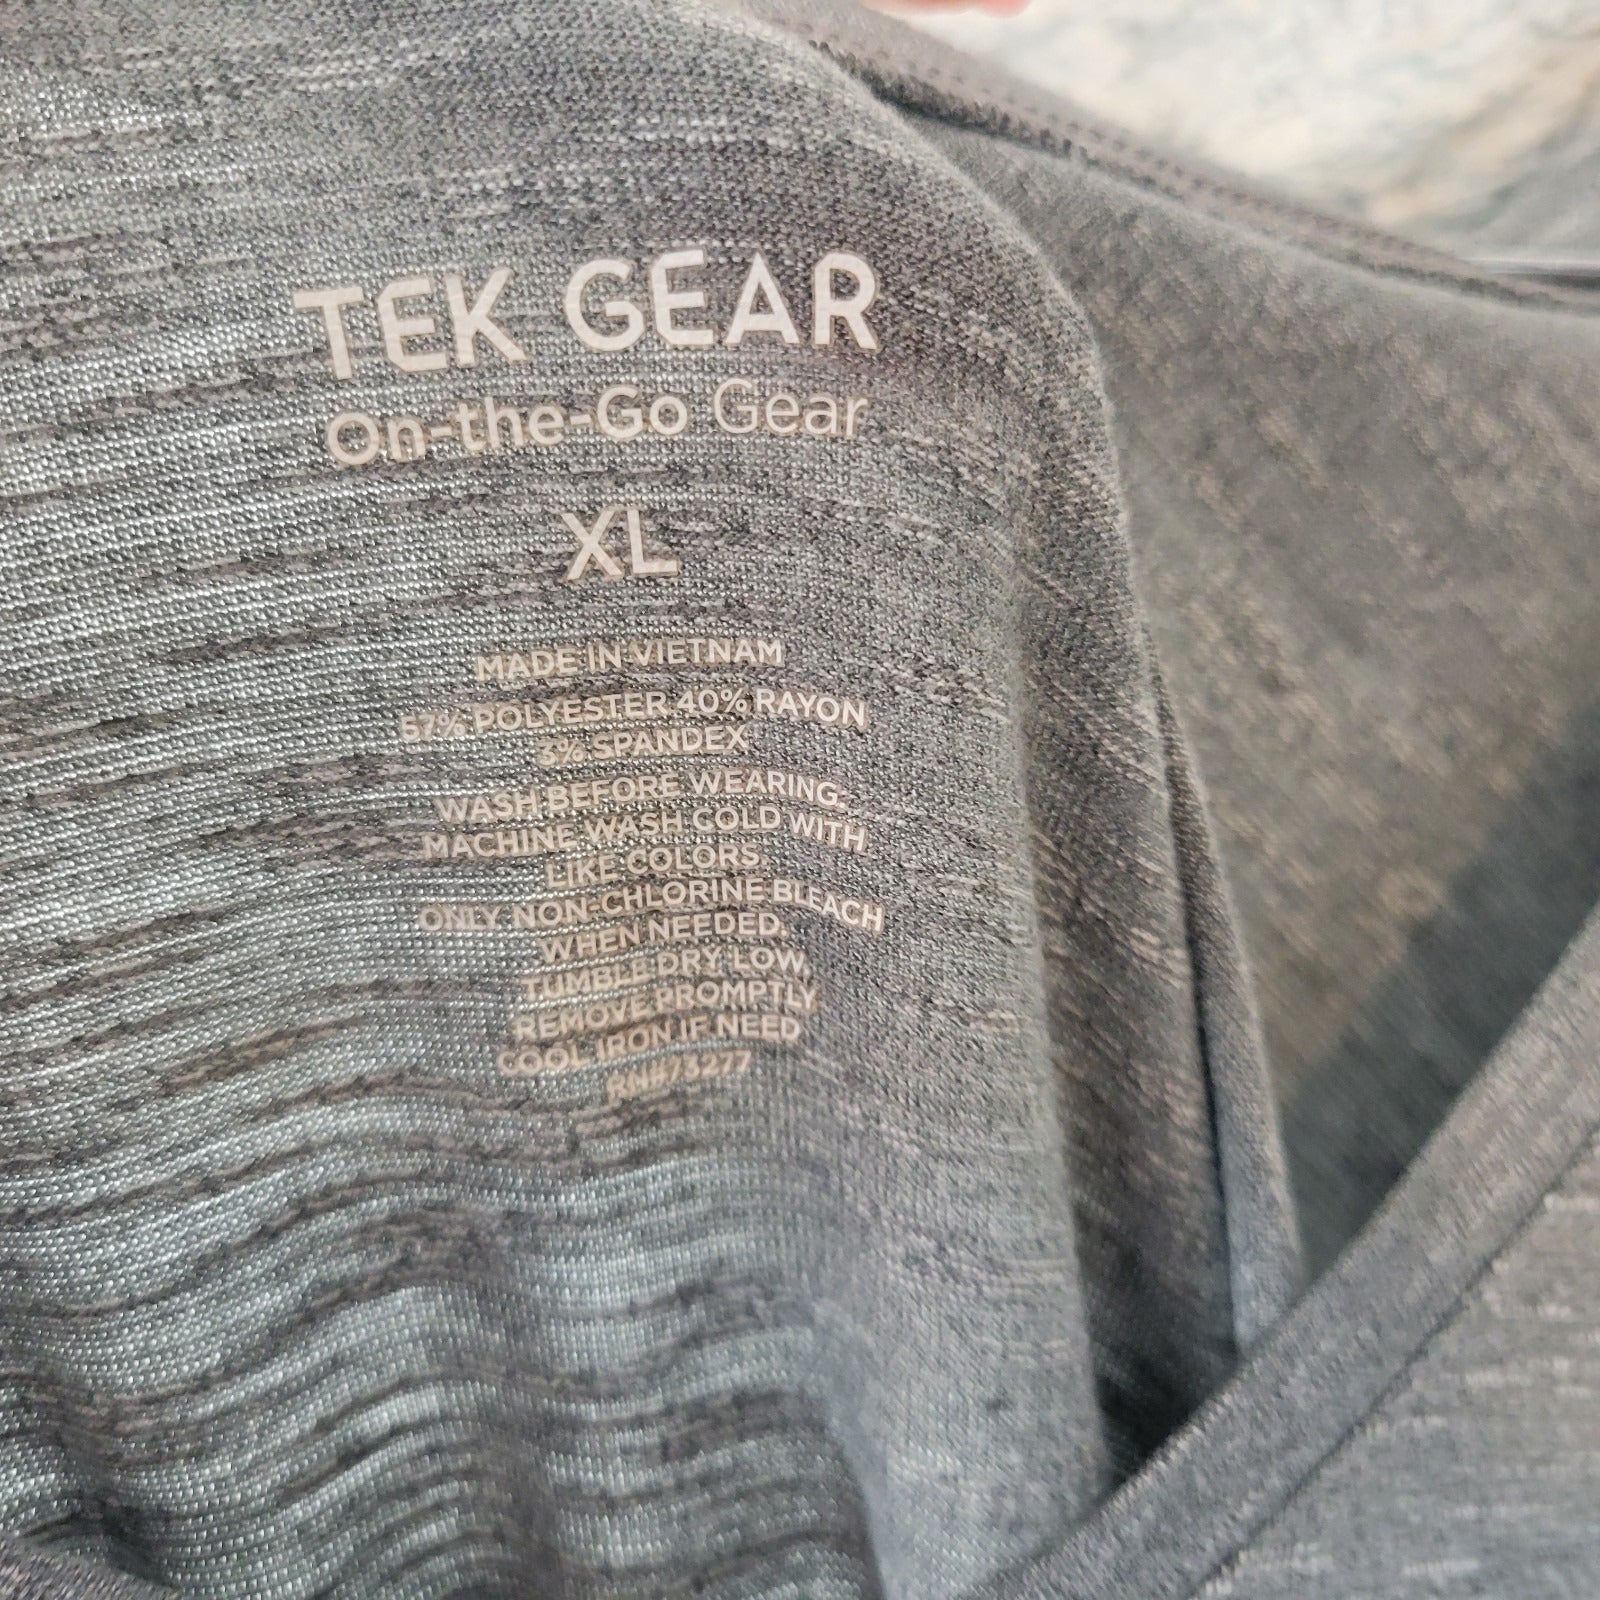 TEK GEAR
On-the-Go Gear
XL
MADE IN VIETNAM
57% POLYESTER 40% RAYON
3% SPANDEX
WASH BEFORE WEARING.
MACHINE WASH COLD WITH
LIKE COLORS
ONLY NON-CHLORINE BLEACH
WHEN NEEDED.
TUMBLE DRY LOW,
REMOVE PROMPTLY
COOL IRON IF NEED
RN#73277